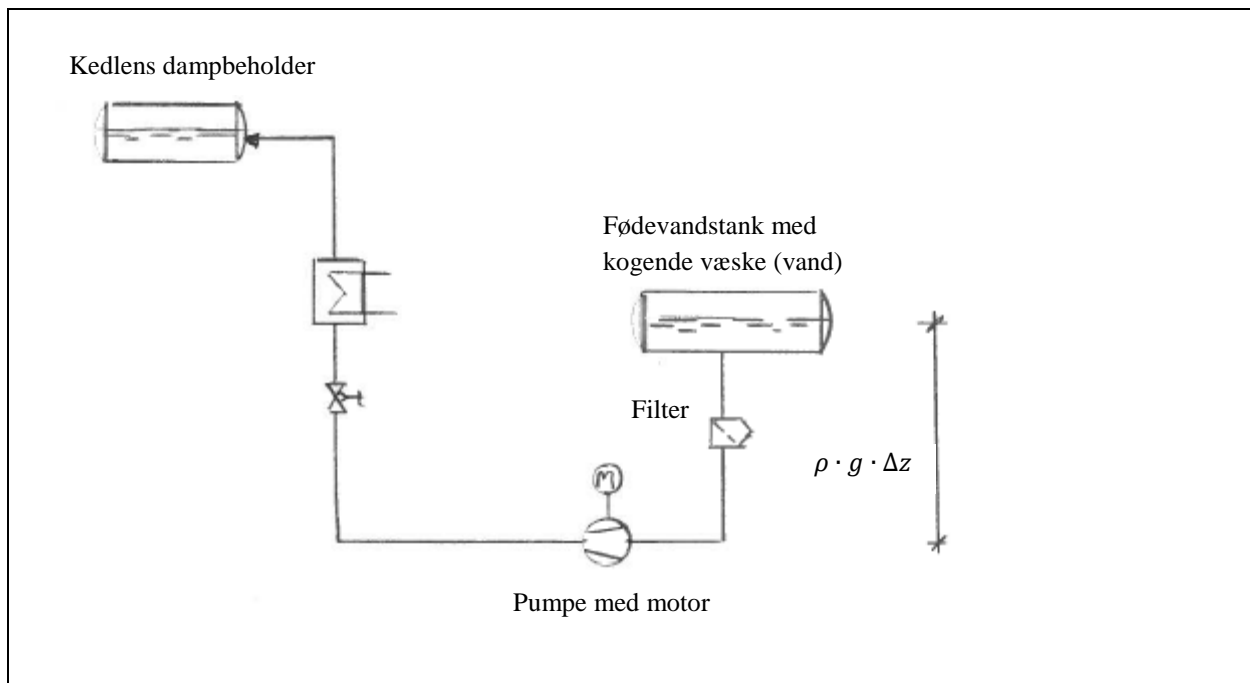 Kedlens dampbeholder
Fødevandstank med
kogende væske (vand)
Filter
ρ · g · Δz
M
Pumpe med motor